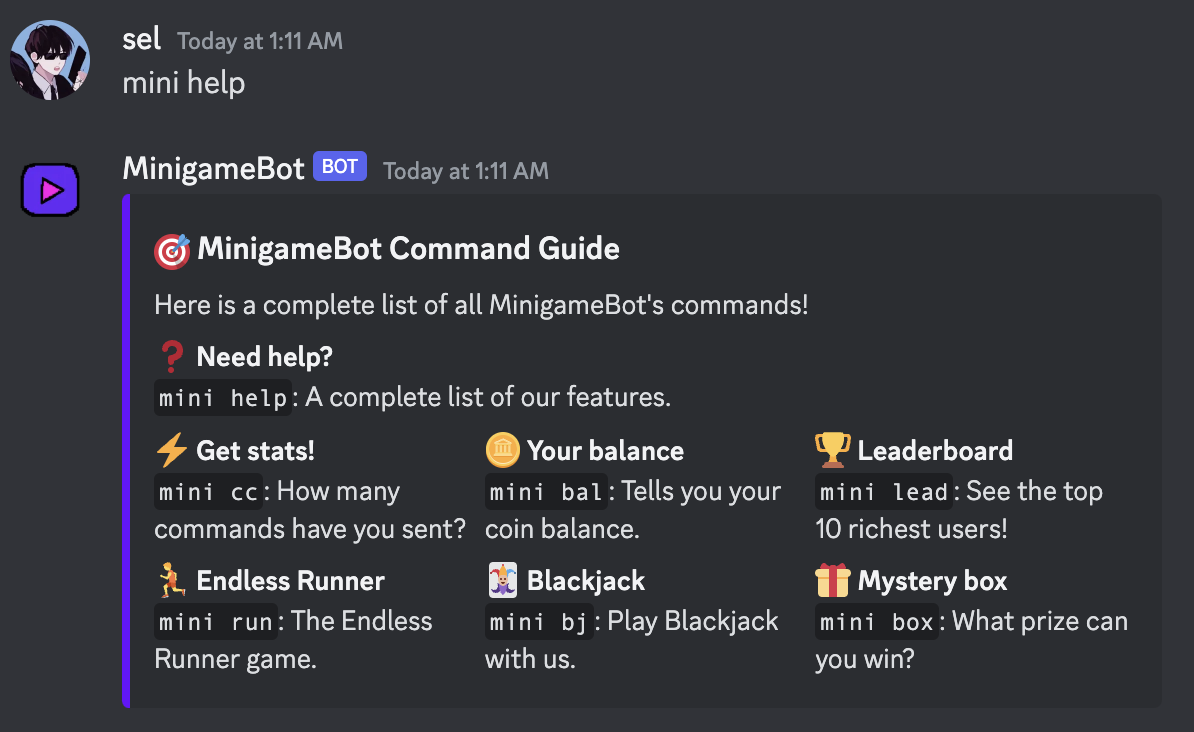 sel Today at 1:11 AM
mini help
MinigameBot BOT Today at 1:11 AM
MinigameBot Command Guide
Here is a complete list of all MinigameBot's commands!
Need help?
mini help: A complete list of our features.
Get stats!
mini cc: How many
commands have you sent?
Your balance
mini bal: Tells you your
coin balance.
Leaderboard
mini lead: See the top
10 richest users!
Endless Runner
mini run: The Endless
Runner game.
Blackjack
mini bj: Play Blackjack
with us.
Mystery box
mini box: What prize can
you win?